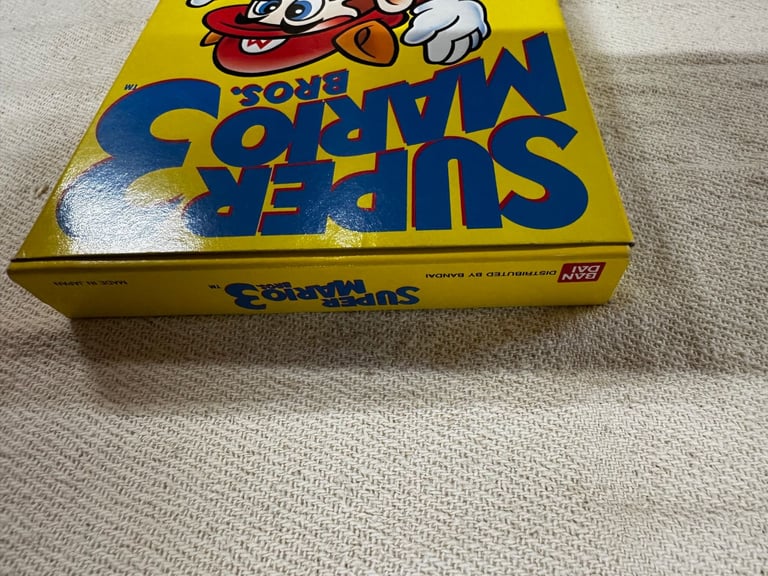 SUPER
MARIO
BROS.
3
TM
BAN
DAI
DISTRIBUTED BY BANDAI
SUPER
MARIO
BROS.
3
TM
MADE IN JAPAN